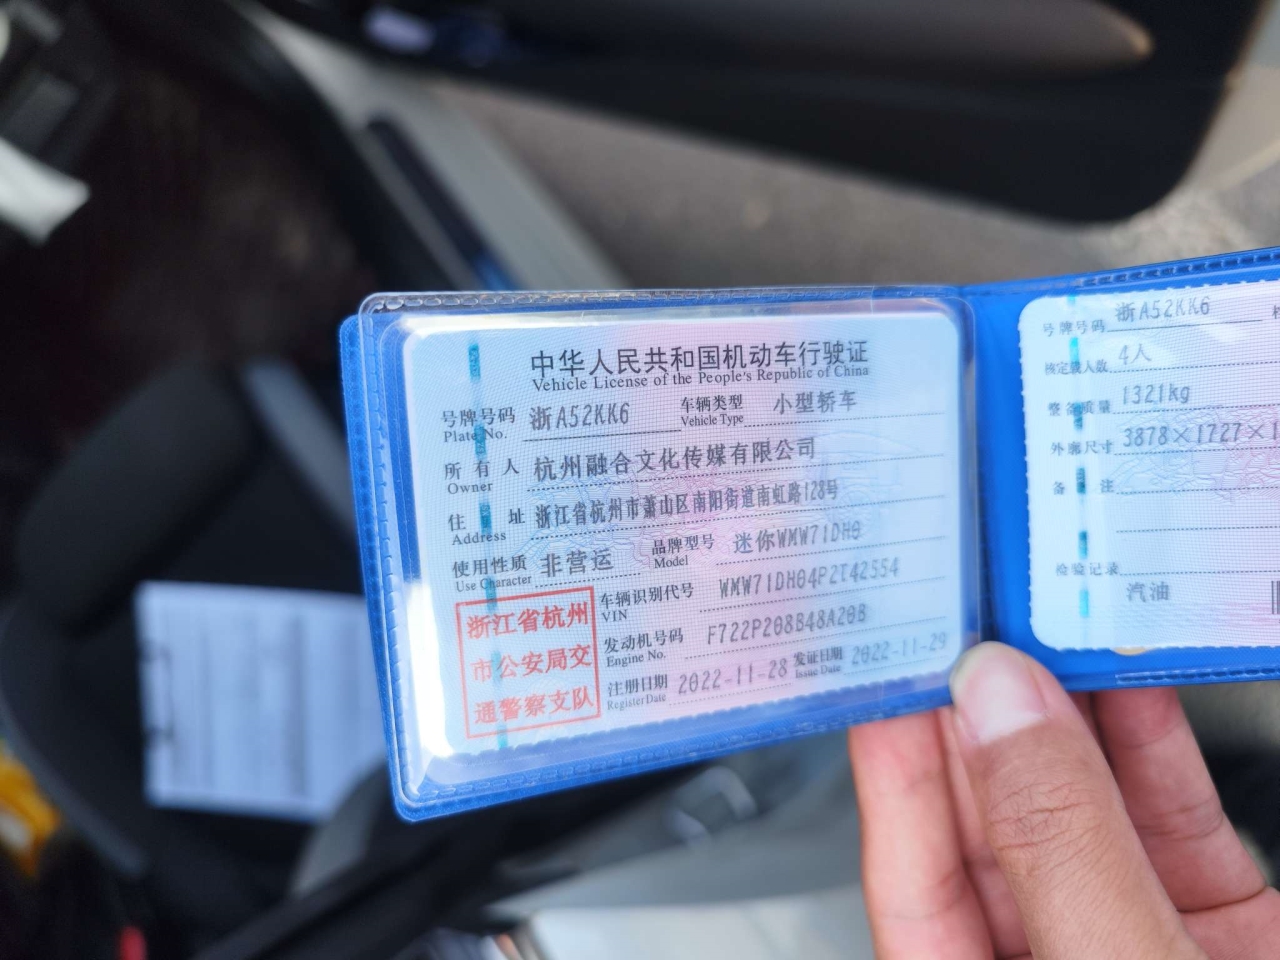 中华人民共和国机动车行驶证
Vehicle License of the People's Republic of China
号牌号码 浙A52KK6 车辆类型 小型轿车
Plate No. Vehicle Type
所有人 杭州融合文化传媒有限公司
Owner
住址 浙江省杭州市萧山区南阳街道南虹路128号
Address
使用性质 非营运 品牌型号 迷你WMW71DH0
Use Character Model
浙江省杭州
市公安局交
通警察支队
车辆识别代号
VIN
发动机号码 F722P208B48A20B
Engine No.
注册日期 2022-11-28 发证日期 2022-11-29
Register Date Issue Date
号牌号码 浙A52KK6
核定载人数 4人
整备质量 1321kg
外廓尺寸 3878×1727×1
备注
检验记录
汽油